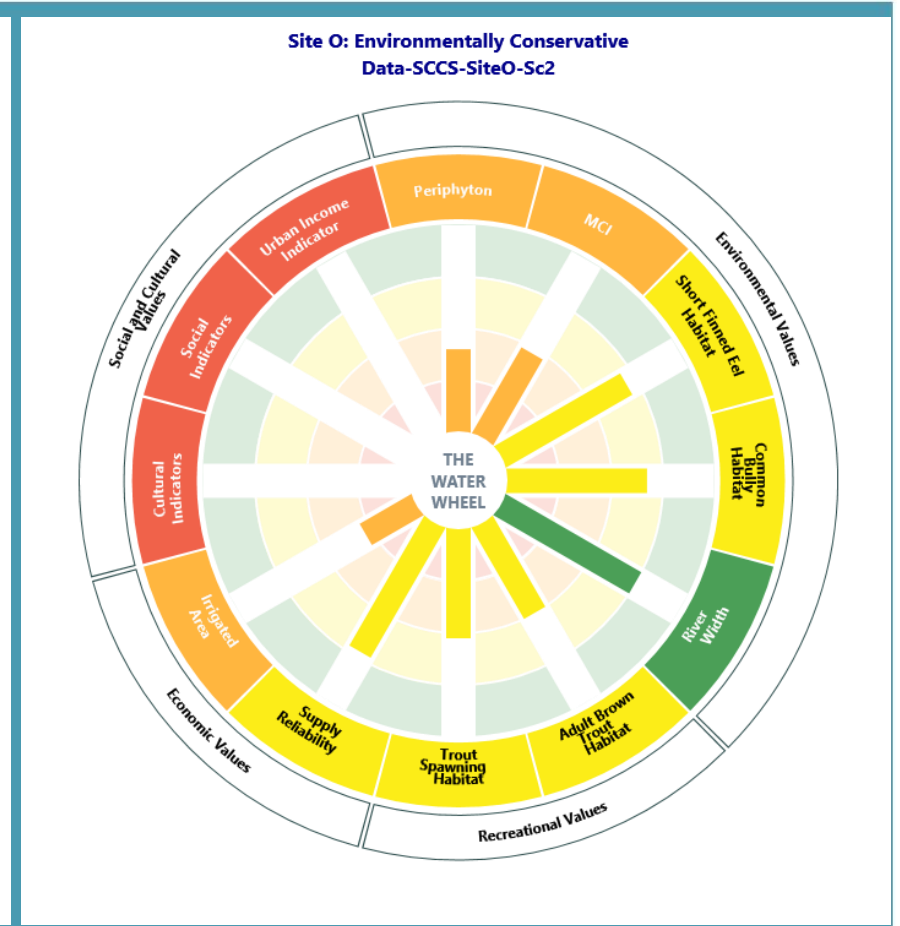 Site O: Environmentally Conservative
Data-SCCS-SiteO-Sc2
Social and Cultural
Values
Environmental Values
Recreational Values
Economic Values
Periphyton
MCI
Short Finned Eel
Habitat
Common
Bully
Habitat
River
Width
Adult Brown
Trout
Habitat
Trout
Spawning
Habitat
Supply
Reliability
Irrigated
Area
Cultural
Indicators
Social
Indicators
Urban Income
Indicator
THE
WATER
WHEEL